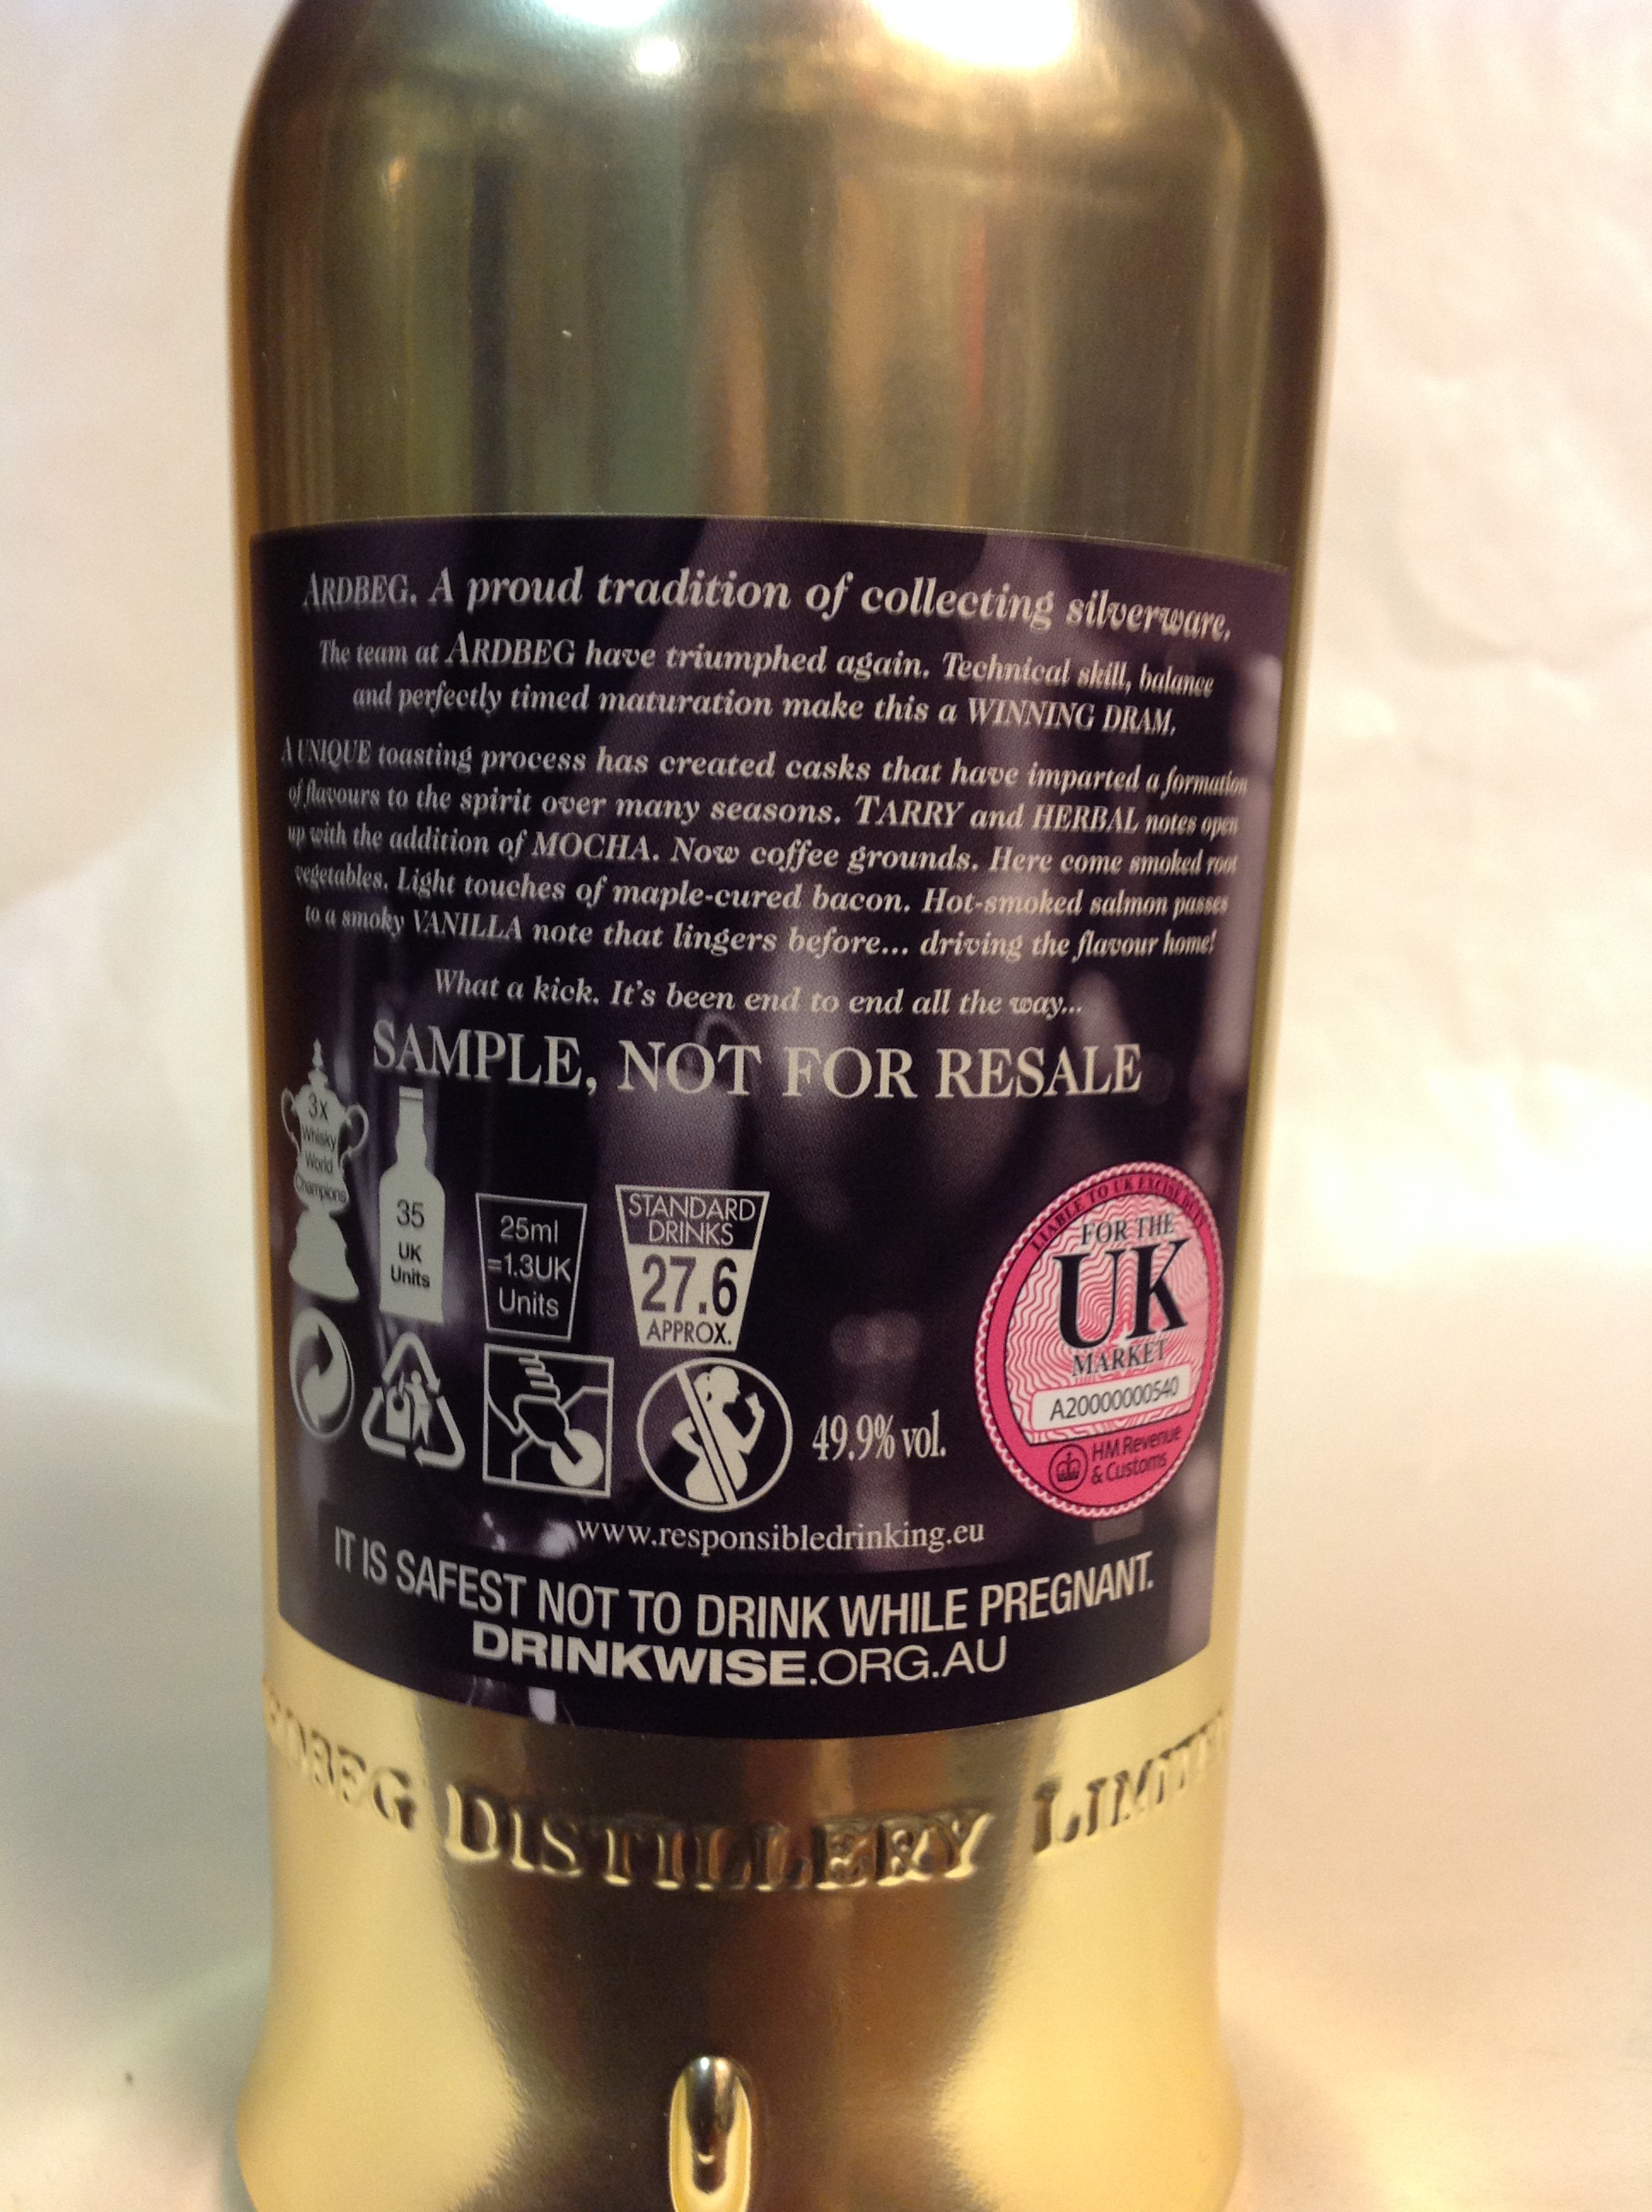 ARDBEG. A proud tradition of collecting silverware.
The team at ARDBEG have triumphed again. Technical skill, balance
and perfectly timed maturation make this a WINNING DRAM.
A UNIQUE toasting process has created casks that have imparted a formation
of flavours to the spirit over many seasons. TARRY and HERBAL notes open
up with the addition of MOCHA. Now coffee grounds. Here come smoked root
vegetables. Light touches of maple-cured bacon. Hot-smoked salmon passes
to a smoky VANILLA note that lingers before... driving the flavour home!
What a kick. It's been end to end all the way...
SAMPLE, NOT FOR RESALE
3x
Whisky
World
Champions
35
UK
Units
25ml
=1.3UK
Units
STANDARD
DRINKS
27.6
APPROX.
LIABLE TO UK EXCISE DUTY
FOR THE
UK
MARKET
A20000000540
HM Revenue
& Customs
49.9% vol.
www.responsibledrinking.eu
IT IS SAFEST NOT TO DRINK WHILE PREGNANT.
DRINKWISE.ORG.AU
DISTILLERY